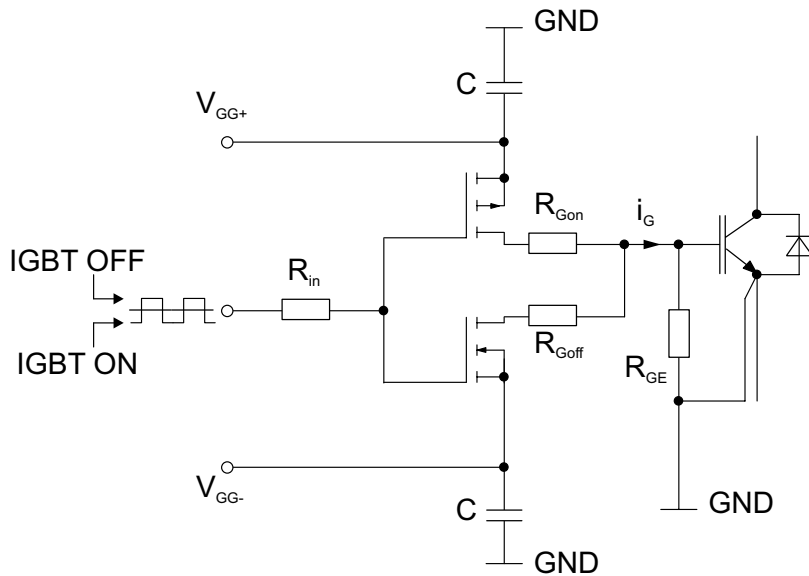 GND
C
V_GG+
R_Gon
i_G
IGBT OFF
R_in
IGBT ON
R_Goff
R_GE
V_GG-
C
GND
GND